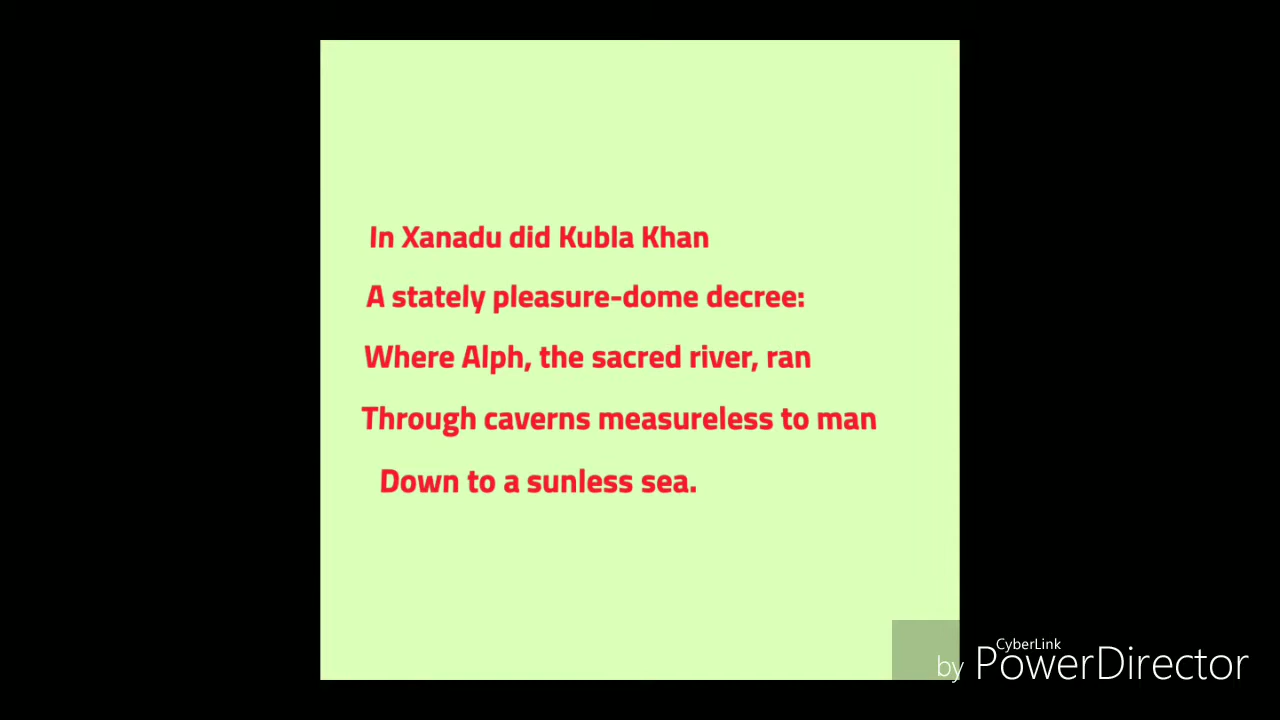 In Xanadu did Kubla Khan
A stately pleasure-dome decree:
Where Alph, the sacred river, ran
Through caverns measureless to man
Down to a sunless sea.
CyberLink
by PowerDirector